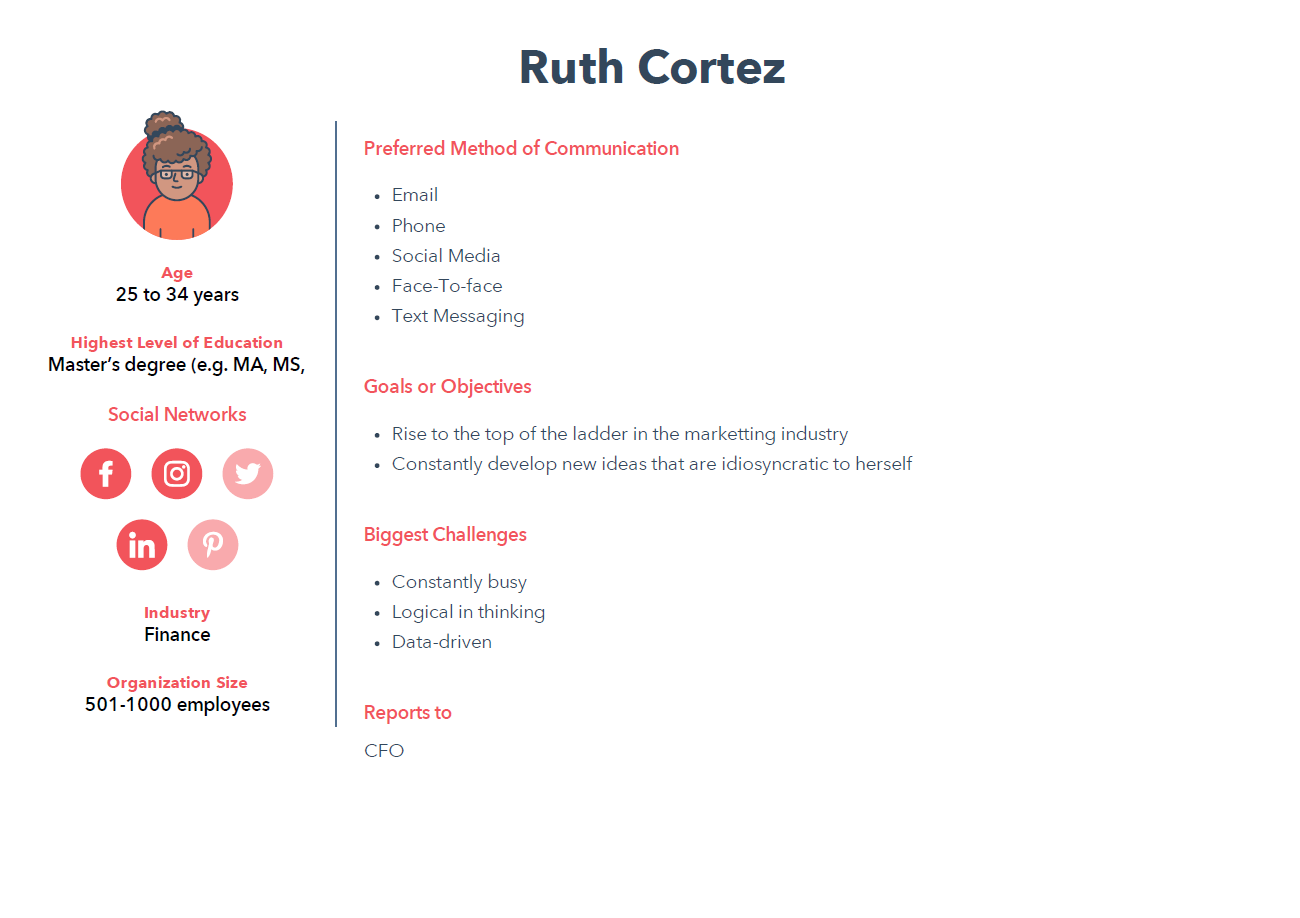 Ruth Cortez
Age
25 to 34 years
Highest Level of Education
Master's degree (e.g. MA, MS,
Social Networks
in
Industry
Finance
Organization Size
501-1000 employees
Preferred Method of Communication
• Email
• Phone
• Social Media
• Face-To-face
• Text Messaging
Goals or Objectives
• Rise to the top of the ladder in the marketting industry
• Constantly develop new ideas that are idiosyncratic to herself
Biggest Challenges
• Constantly busy
• Logical in thinking
• Data-driven
Reports to
CFO